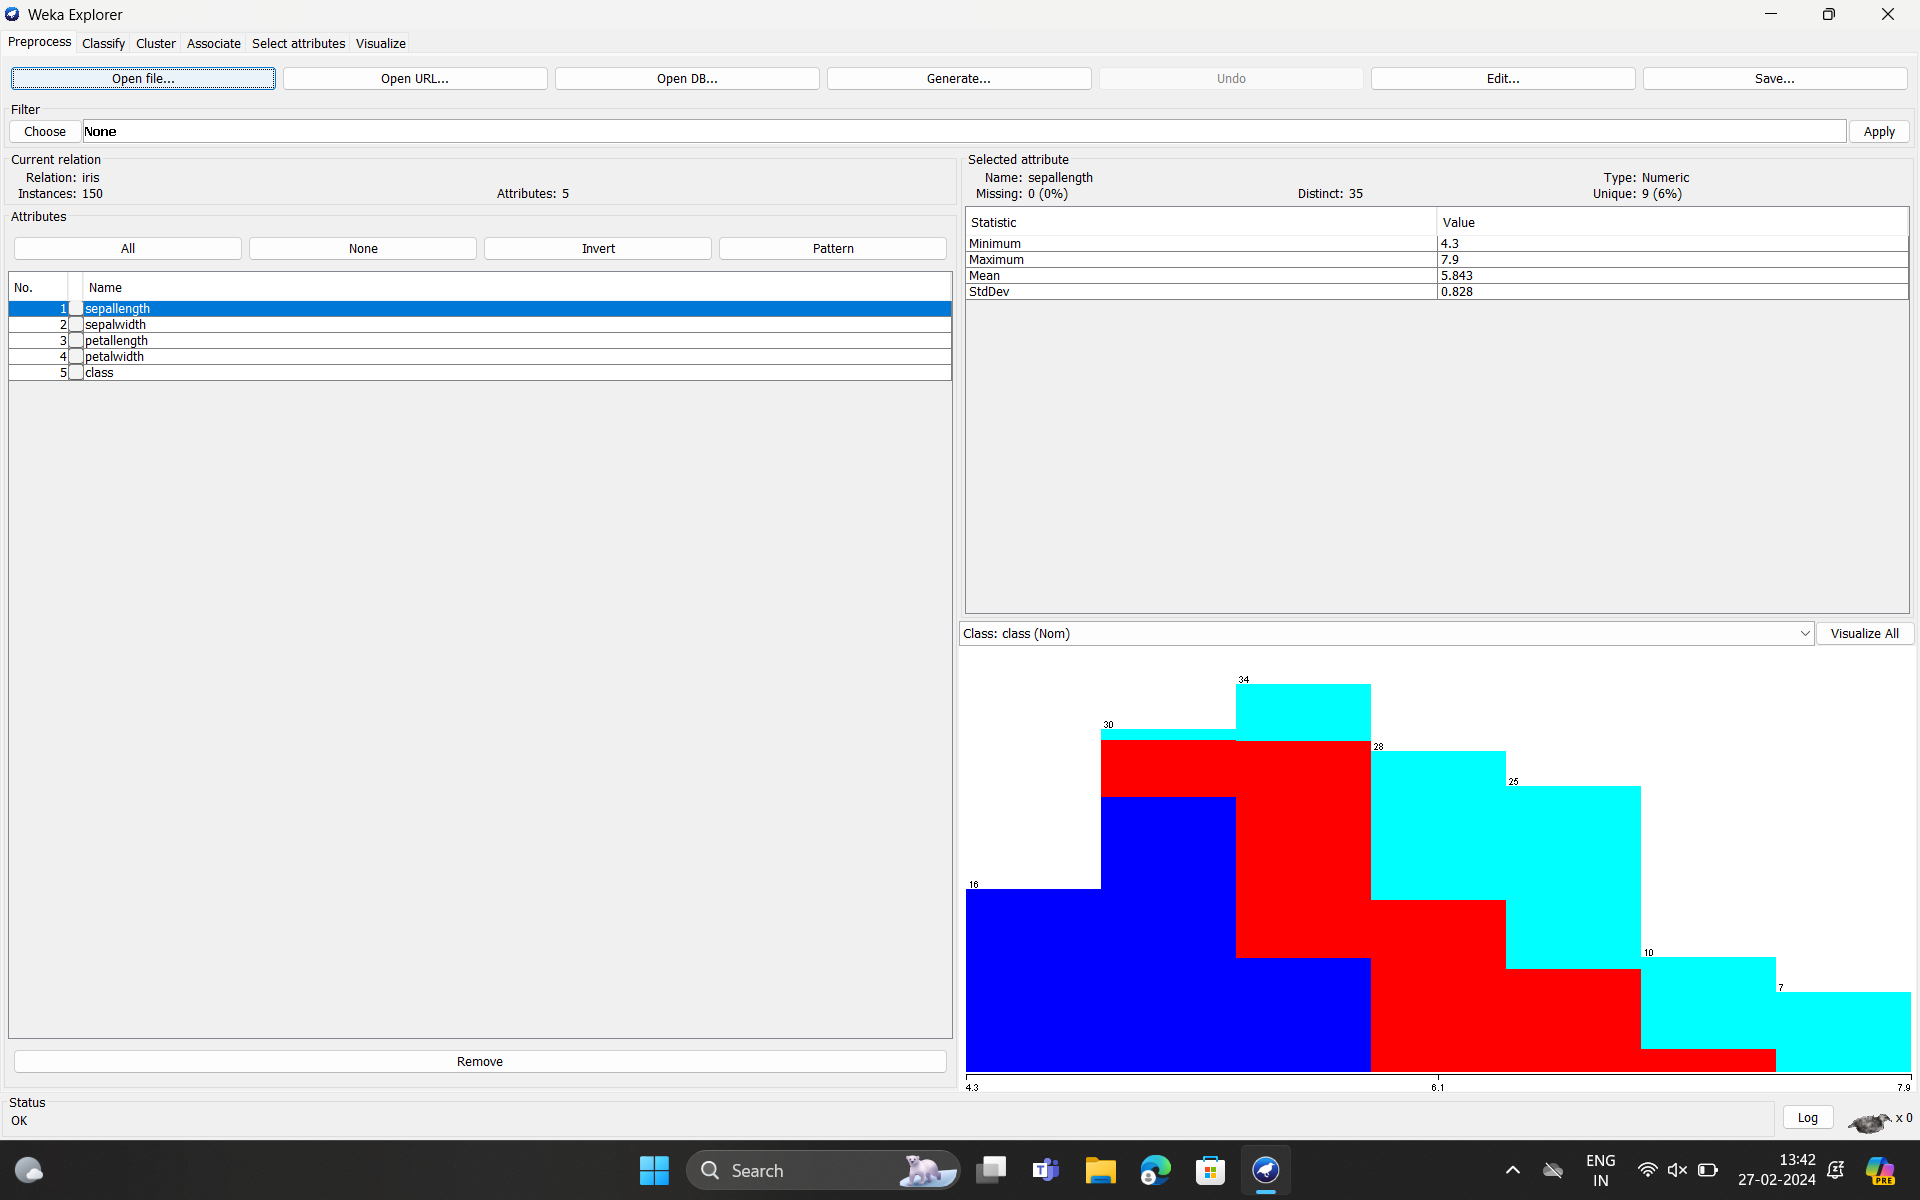 Weka Explorer
Preprocess Classify Cluster Associate Select attributes Visualize
Open file... Open URL... Open DB... Generate... Undo Edit... Save...
Filter
Choose None Apply
Current relation
Relation: iris
Instances: 150 Attributes: 5
Attributes
All None Invert Pattern
No. Name
1 sepallength
2 sepalwidth
3 petallength
4 petalwidth
5 class
Remove
Selected attribute
Name: sepallength Type: Numeric
Missing: 0 (0%) Distinct: 35 Unique: 9 (6%)
Statistic Value
Minimum 4.3
Maximum 7.9
Mean 5.843
StdDev 0.828
Class: class (Nom) Visualize All
34
30
28
25
16
10
7
4.3 6.1 7.9
Status
OK
Log x 0
Search
ENG
IN
13:42
27-02-2024
PRE